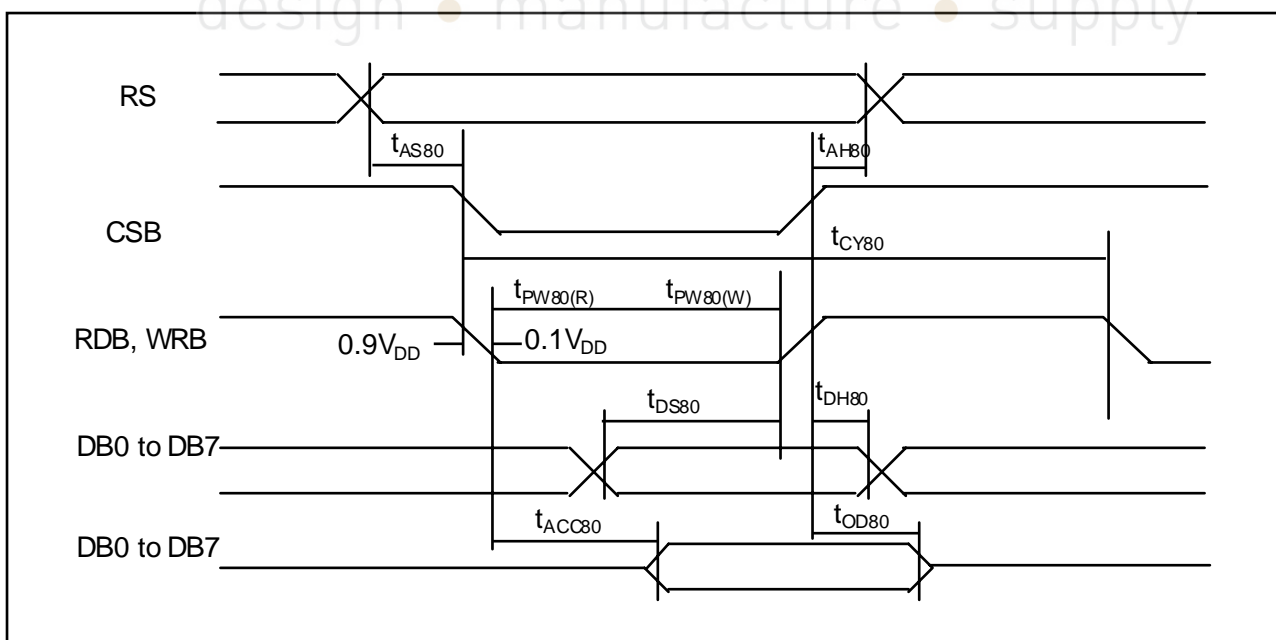 design • manufacture • supply
RS
tAS80
tAH80
CSB
tCY80
tPW80(R)
tPW80(W)
RDB, WRB
0.9VDD
0.1VDD
tDS80
tDH80
DB0 to DB7
tACC80
tOD80
DB0 to DB7